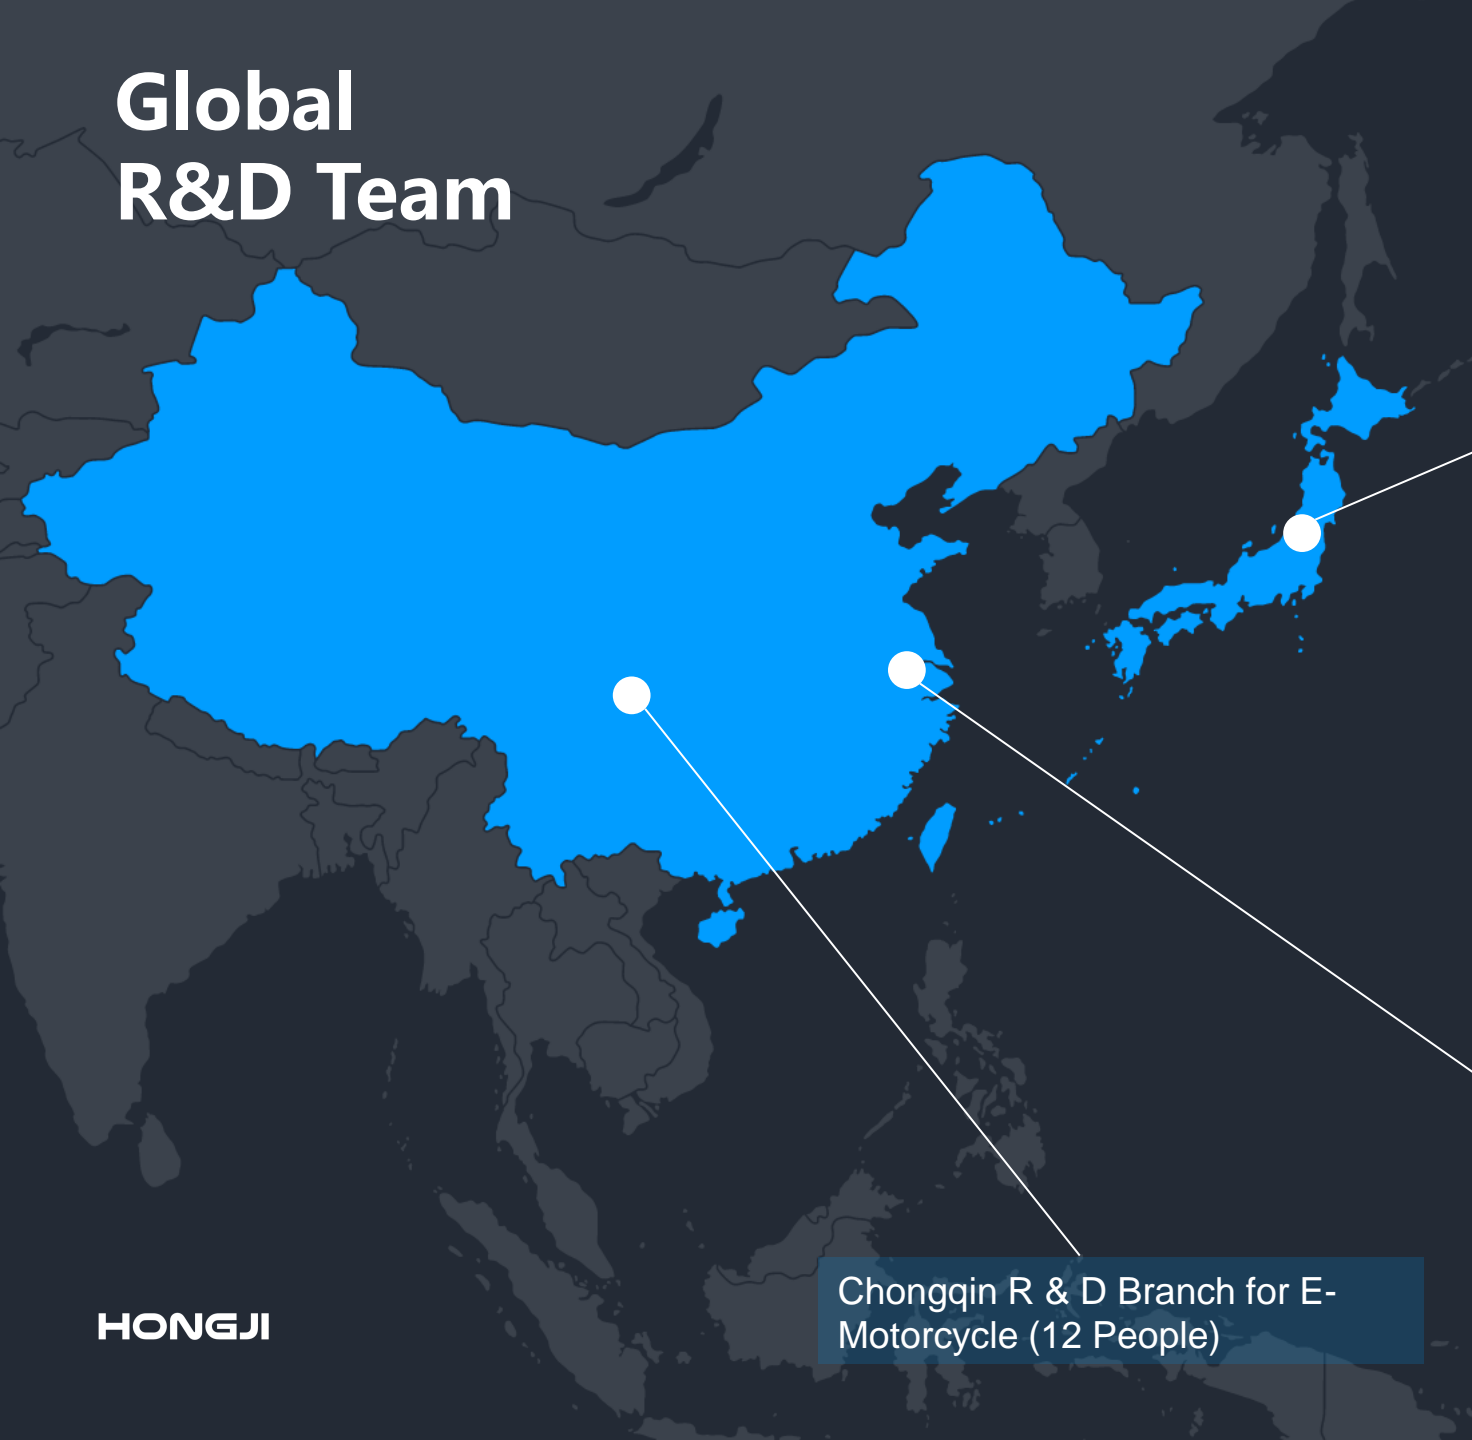 Global
R&D Team
Chongqin R & D Branch for E-
Motorcycle (12 People)
HONGJI